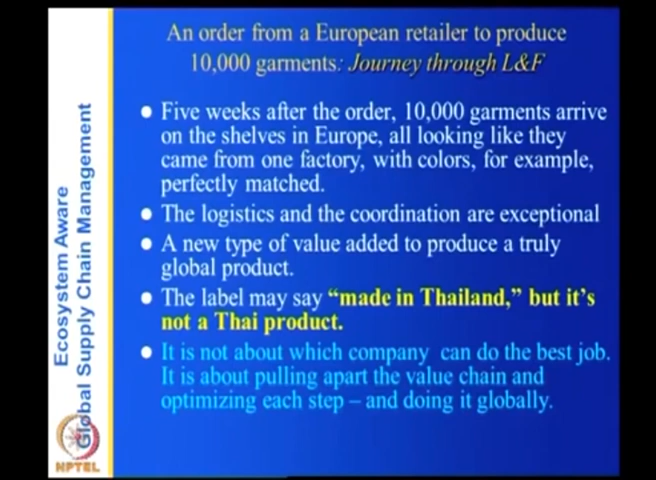 An order from a European retailer to produce
10,000 garments: Journey through L&F
Five weeks after the order, 10,000 garments arrive
on the shelves in Europe, all looking like they
came from one factory, with colors, for example,
perfectly matched.
The logistics and the coordination are exceptional
A new type of value added to produce a truly
global product.
The label may say “made in Thailand,” but it’s
not a Thai product.
It is not about which company can do the best job.
It is about pulling apart the value chain and
optimizing each step – and doing it globally.
Ecosystem Aware
Global Supply Chain Management
NPTEL